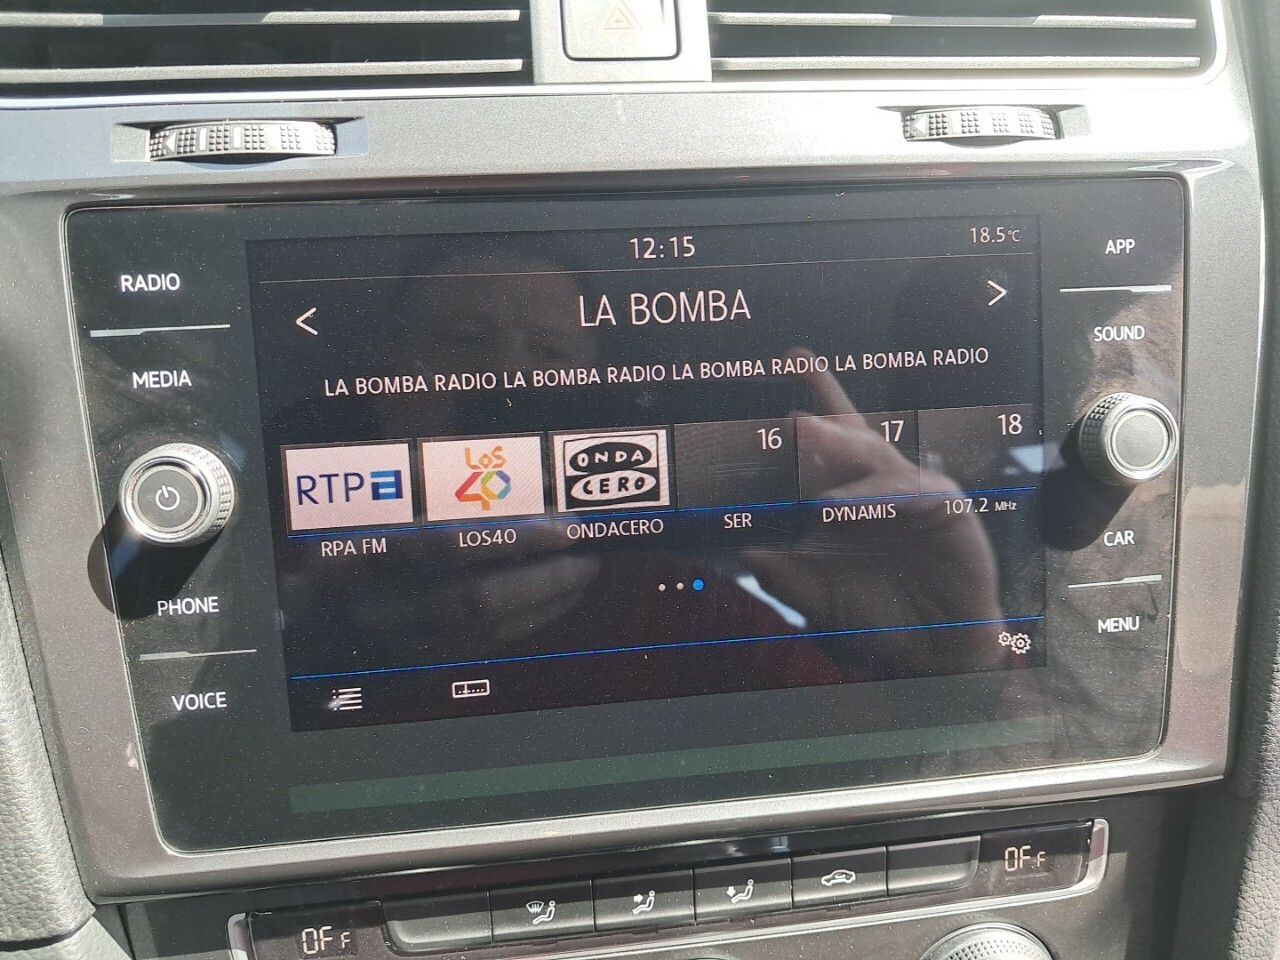 12:15
18.5°C
RADIO
MEDIA
PHONE
VOICE
< LA BOMBA >
LA BOMBA RADIO LA BOMBA RADIO LA BOMBA RADIO LA BOMBA RADIO
RTPA
LOS 40
ONDA CERO
16
17
18
RPA FM
LOS40
ONDACERO
SER
DYNAMIS
107.2 MHz
APP
SOUND
CAR
MENU
OFF
OFF